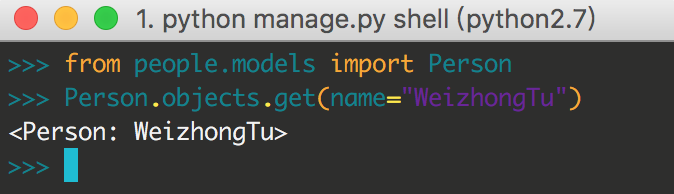 1. python manage.py shell (python2.7)
>>> from people.models import Person
>>> Person.objects.get(name="WeizhongTu")
<Person: WeizhongTu>
>>>